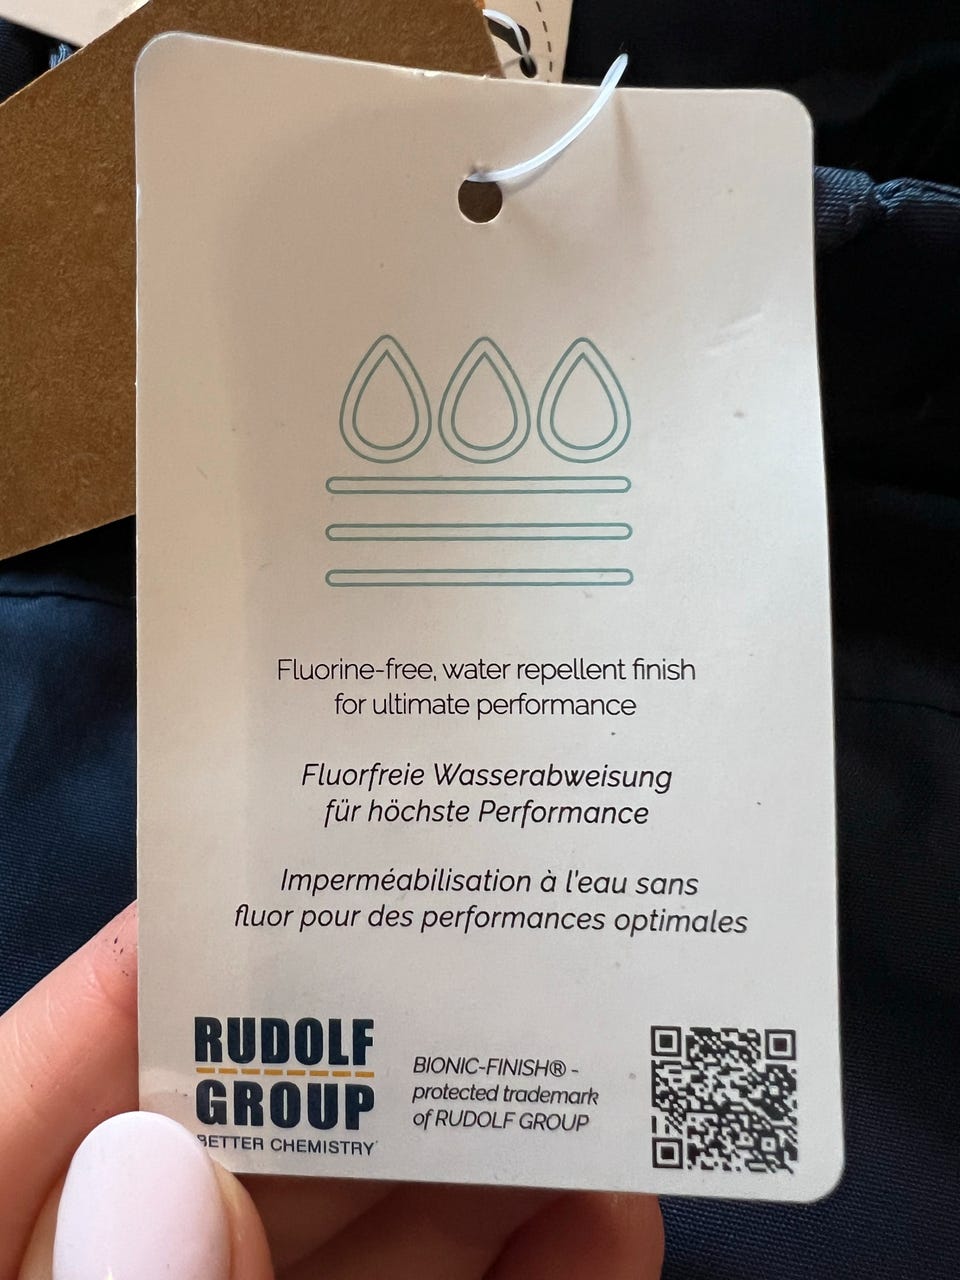 Fluorine-free, water repellent finish
for ultimate performance
Fluorfreie Wasserabweisung
für höchste Performance
Imperméabilisation à l'eau sans
fluor pour des performances optimales
RUDOLF
GROUP
BETTER CHEMISTRY
BIONIC-FINISH® -
protected trademark
of RUDOLF GROUP